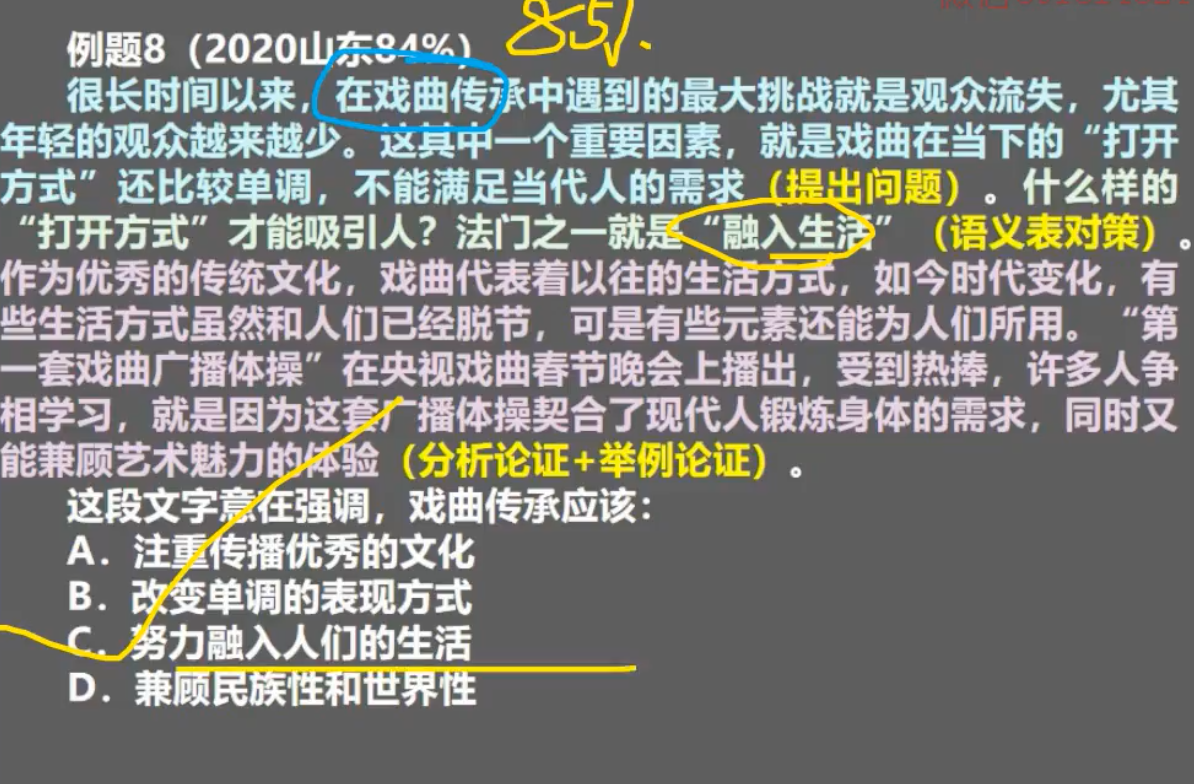 85%
例题8（2020山东84%）
很长时间以来，在戏曲传承中遇到的最大挑战就是观众流失，尤其
年轻的观众越来越少。这其中一个重要因素，就是戏曲在当下的“打开
方式”还比较单调，不能满足当代人的需求（提出问题）。什么样的
“打开方式”才能吸引人？法门之一就是“融入生活”（语义表对策）。
作为优秀的传统文化，戏曲代表着以往的生活方式，如今时代变化，有
些生活方式虽然和人们已经脱节，可是有些元素还能为人们所用。“第
一套戏曲广播体操”在央视戏曲春节晚会上播出，受到热捧，许多人争
相学习，就是因为这套广播体操契合了现代人锻炼身体的需求，同时又
能兼顾艺术魅力的体验（分析论证+举例论证）。
这段文字意在强调，戏曲传承应该：
A．注重传播优秀的文化
B．改变单调的表现方式
C．努力融入人们的生活
D．兼顾民族性和世界性